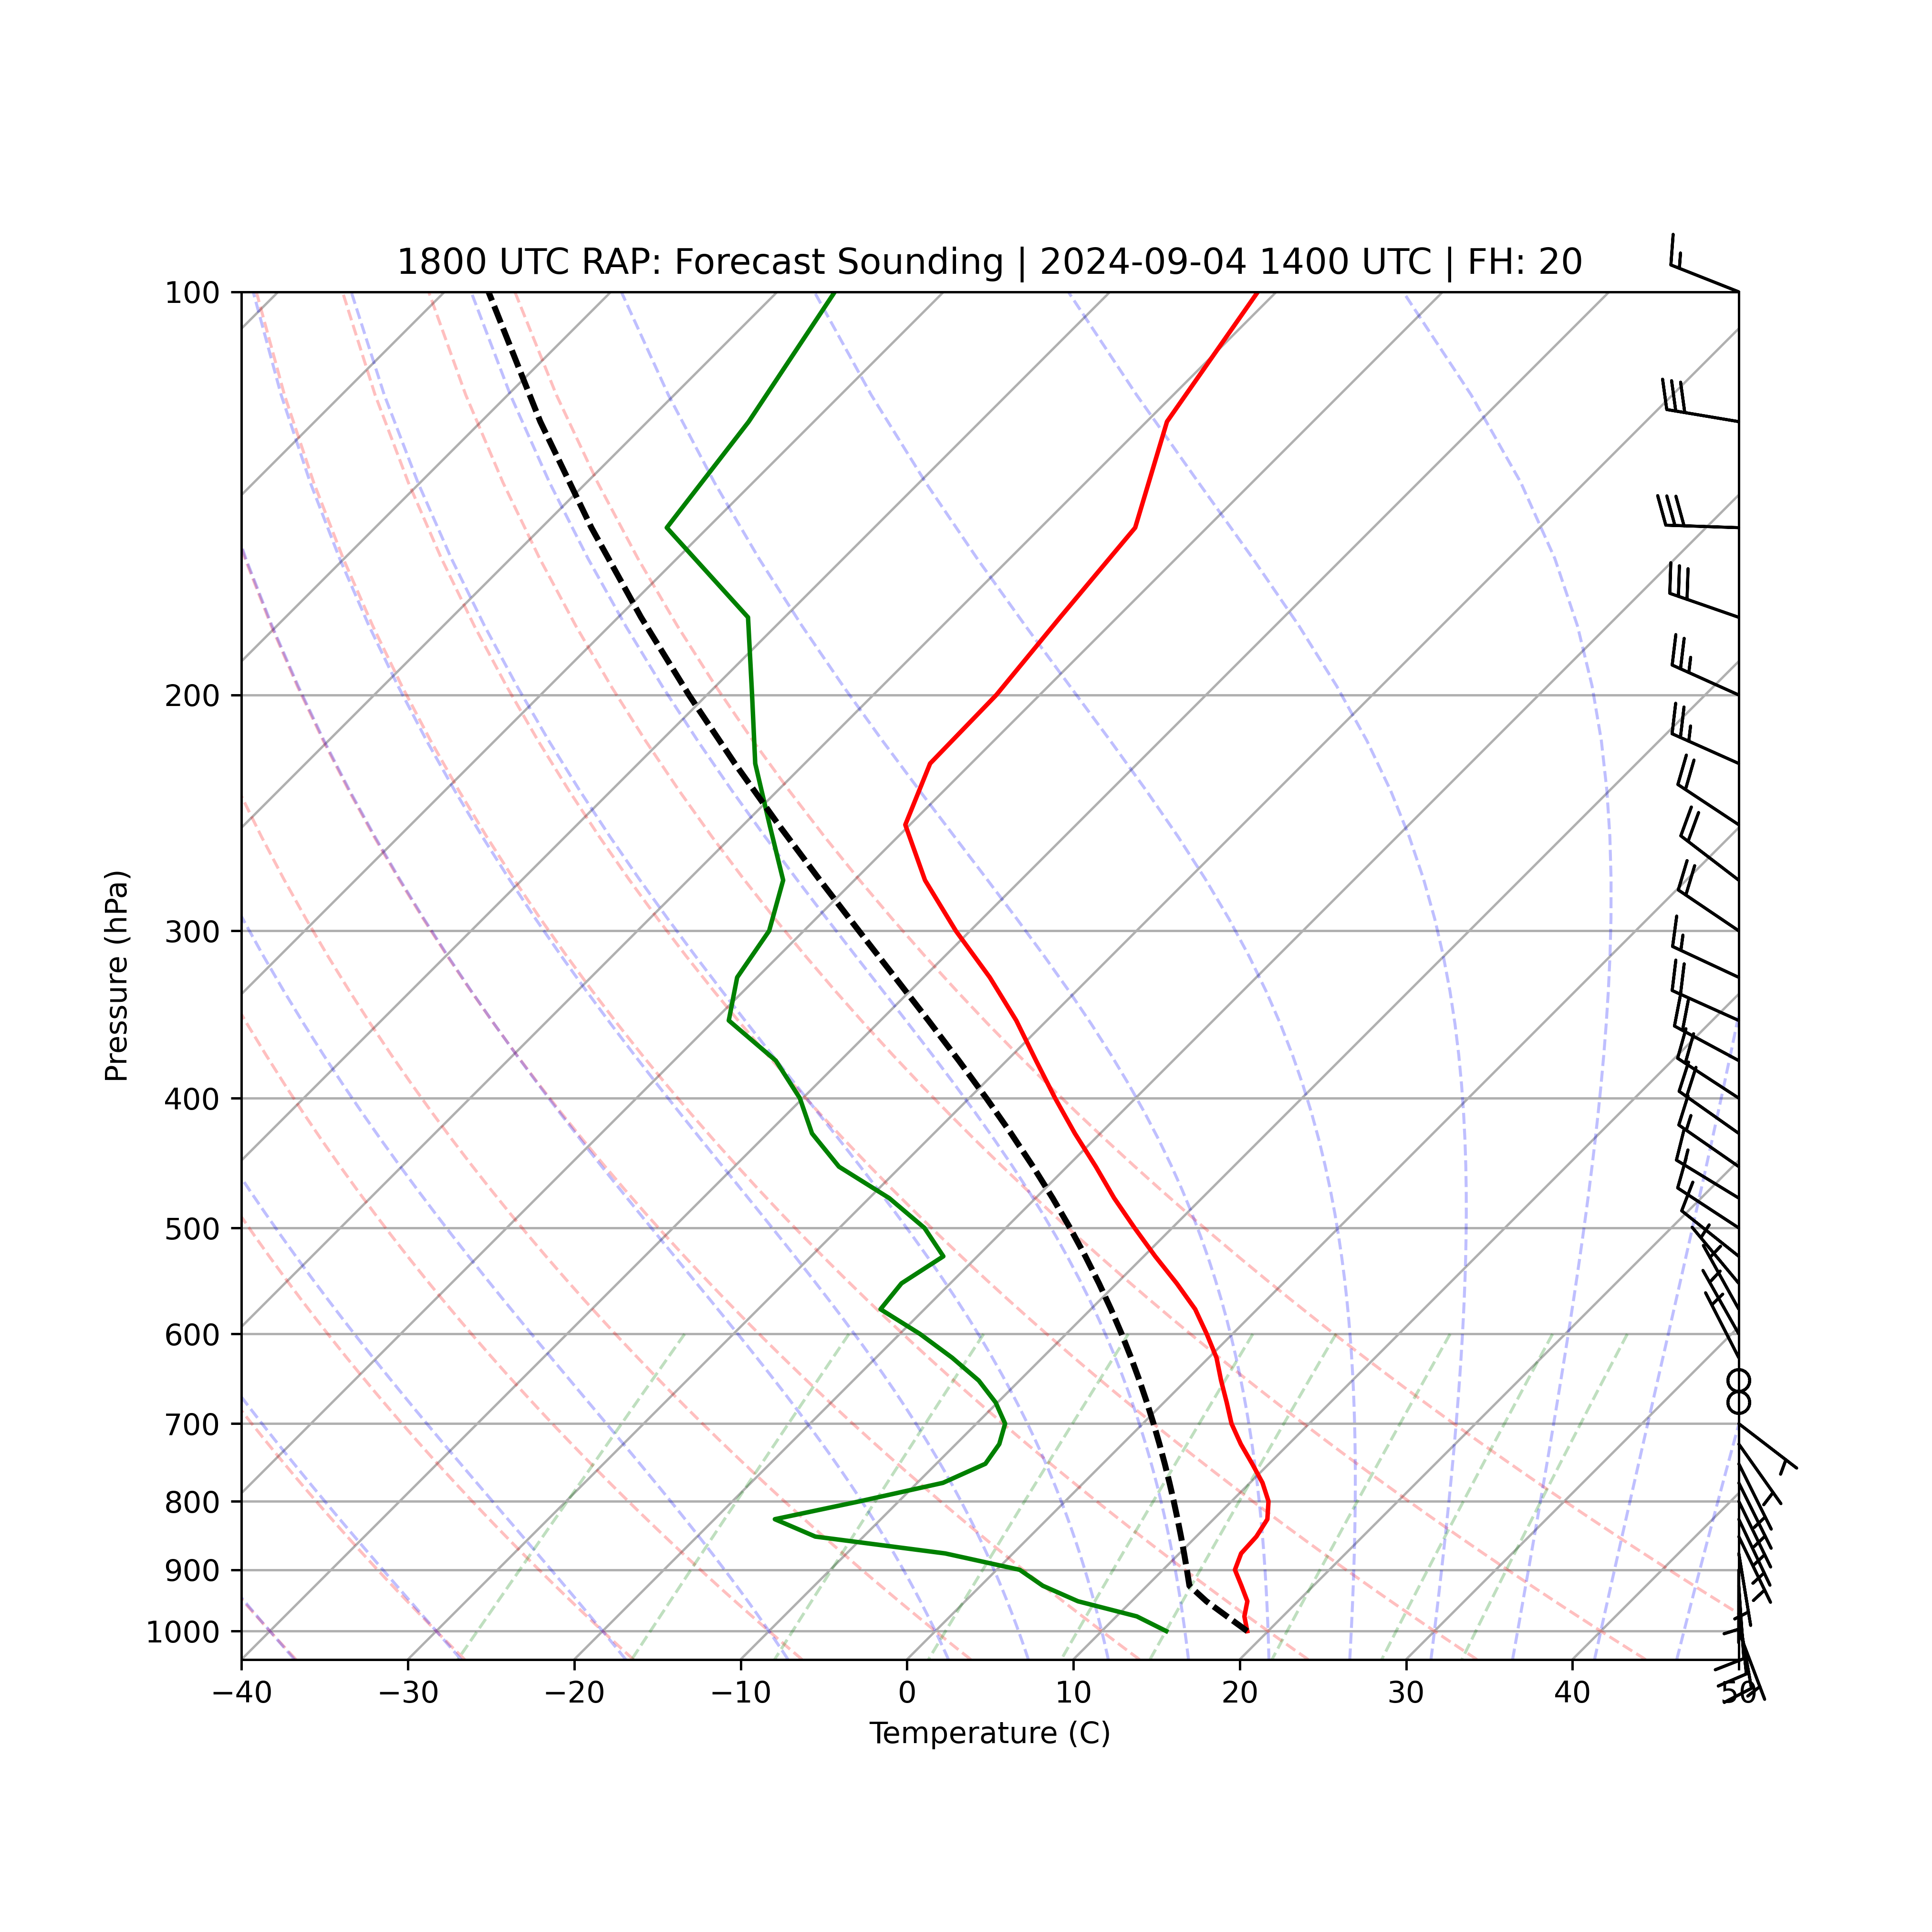 1800 UTC RAP: Forecast Sounding | 2024-09-04 1400 UTC | FH: 20
100
200
300
400
500
600
700
800
900
1000
Pressure (hPa)
−40 −30 −20 −10 0 10 20 30 40 50
Temperature (C)